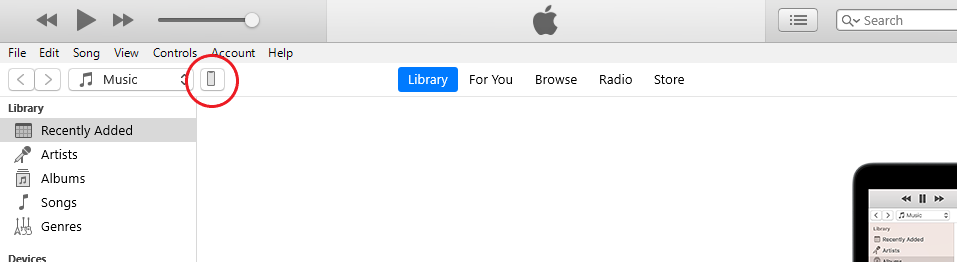 Search
File Edit Song View Controls Account Help
Music
Library For You Browse Radio Store
Library
Recently Added
Artists
Albums
Songs
Genres
Devices
Music
Library
Recently Added
Artists
Albums